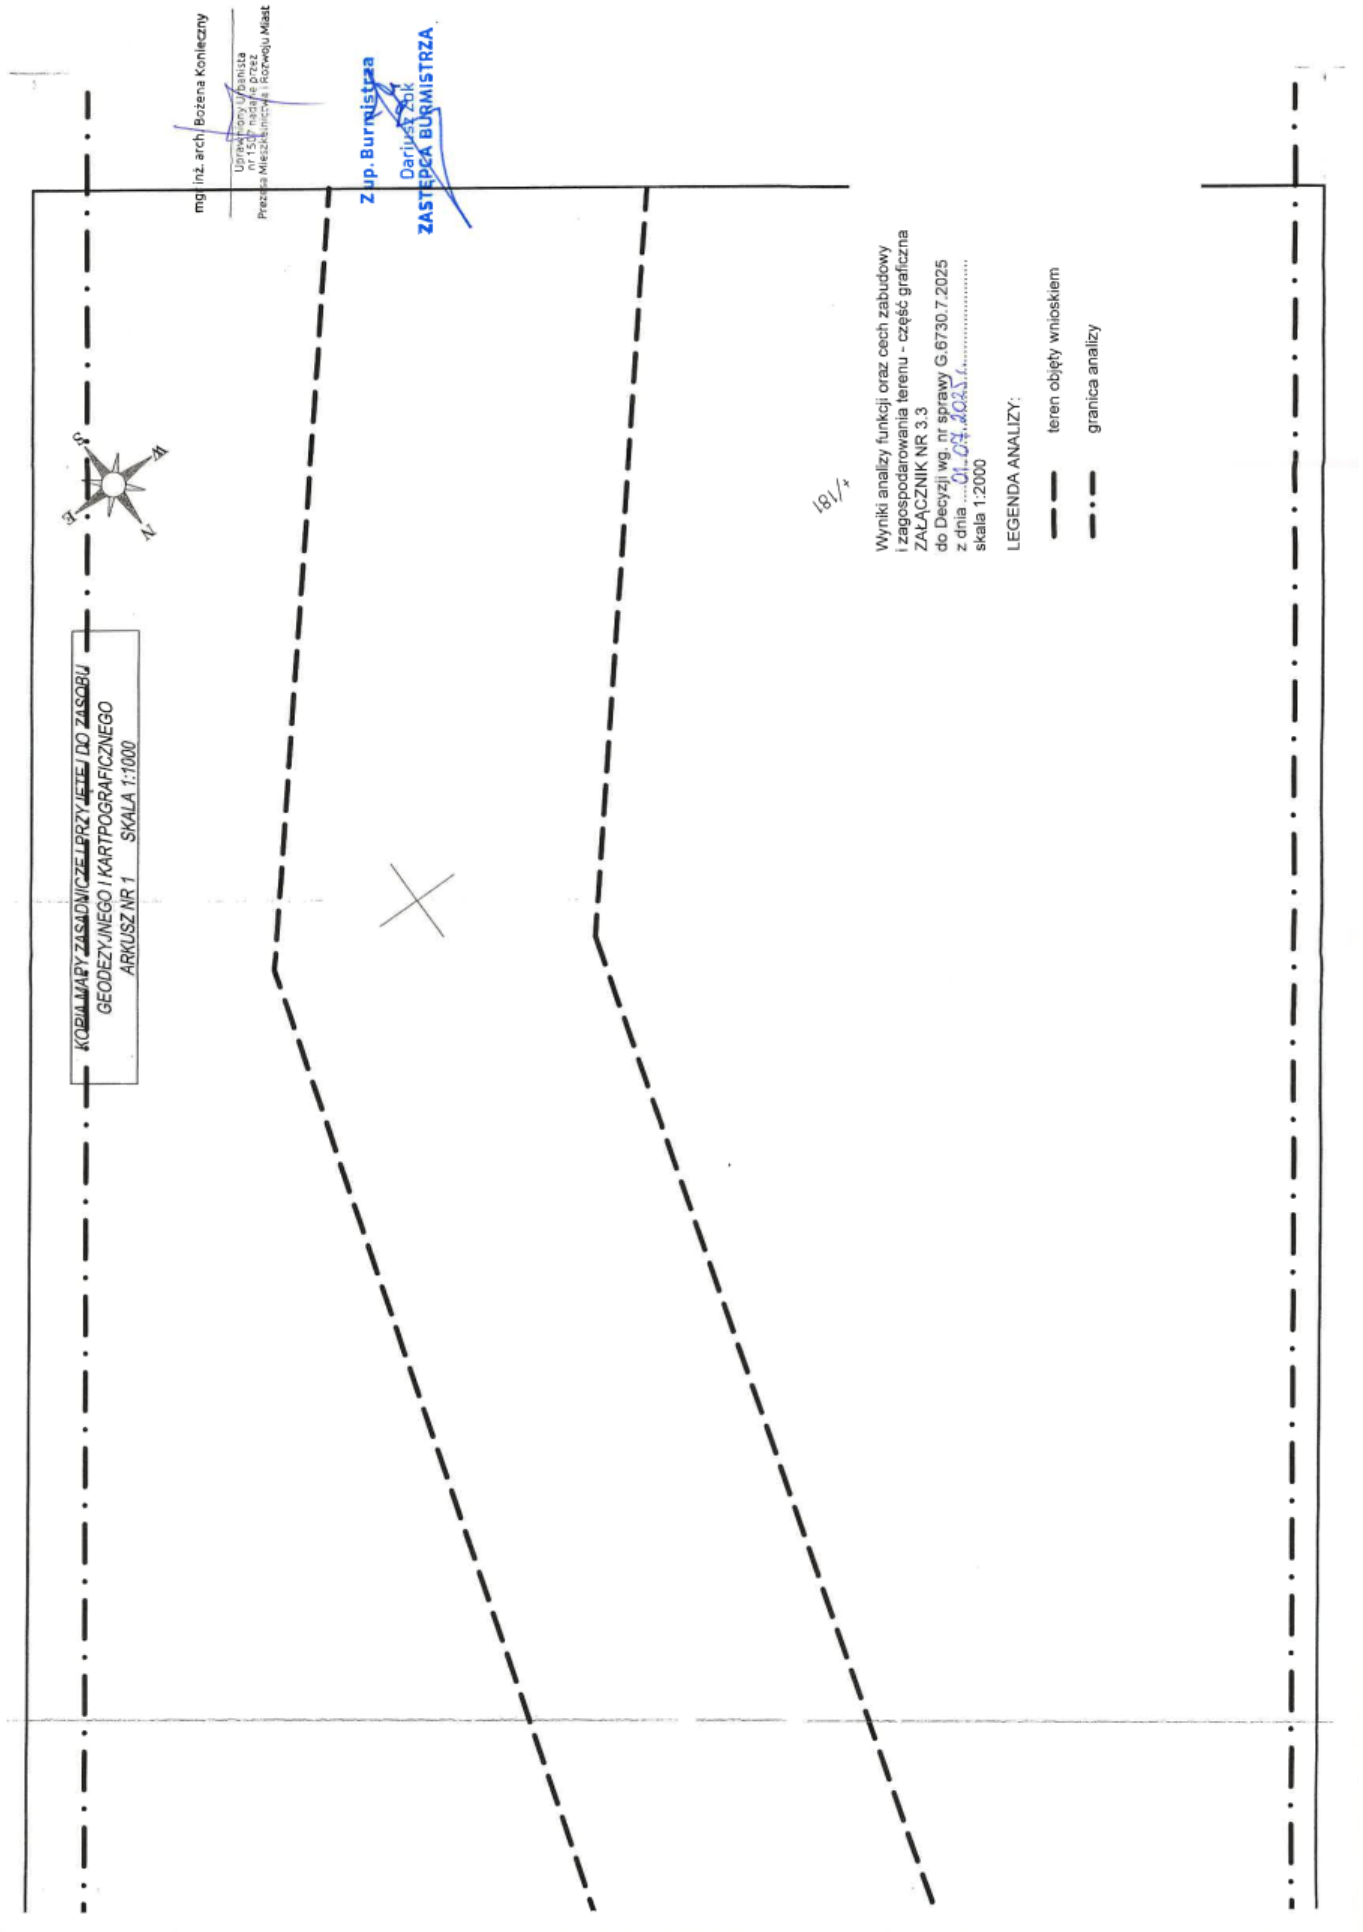 mgr inż. arch. Bożena Konieczny
Uprawniony Urbanista
nr 1507 nadane przez
Prezesa Mieszkalnictwa i Rozwoju Miast
Z up. Burmistrza
Dariusz Żok
ZASTĘPCA BURMISTRZA
S
W
E
N
KOPIA MAPY ZASADNICZEJ PRZYJĘTEJ DO ZASOBU
GEODEZYJNEGO I KARTPOGRAFICZNEGO
ARKUSZ NR 1 SKALA 1:1000
+/181
Wyniki analizy funkcji oraz cech zabudowy
i zagospodarowania terenu - część graficzna
ZAŁĄCZNIK NR 3.3
do Decyzji wg. nr sprawy G.6730.7.2025
z dnia .....01.07.2025 r.....................
skala 1:2000
LEGENDA ANALIZY:
teren objęty wnioskiem
granica analizy